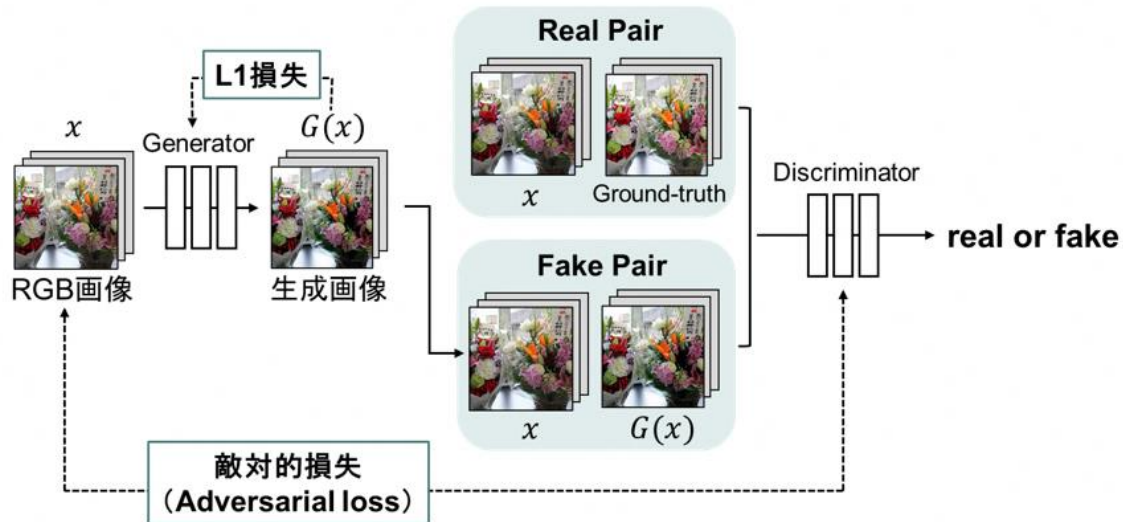 L1損失
x
Generator
G(x)
RGB画像
生成画像
Real Pair
x
Ground-truth
Fake Pair
x
G(x)
Discriminator
real or fake
敵対的損失
（Adversarial loss）